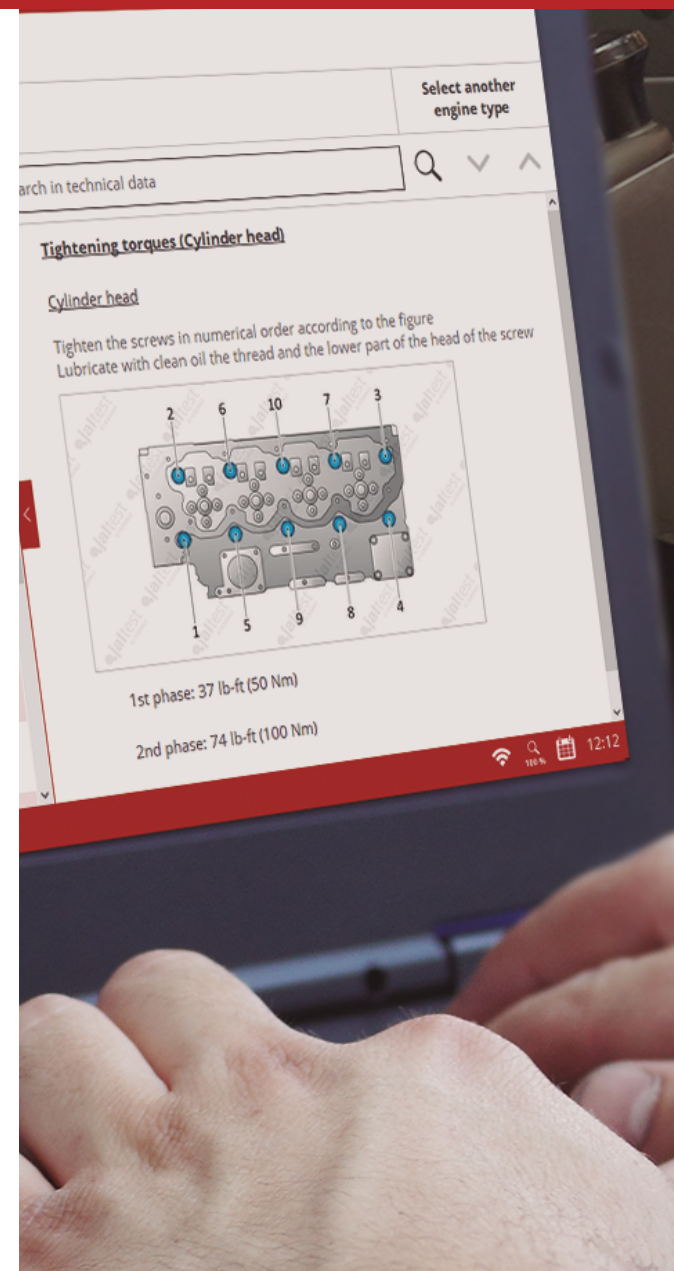 Select another
engine type
arch in technical data
Tightening torques (Cylinder head)
Cylinder head
Tighten the screws in numerical order according to the figure
Lubricate with clean oil the thread and the lower part of the head of the screw
2 6 10 7 3
1 5 9 8 4
jaltest
1st phase: 37 lb-ft (50 Nm)
2nd phase: 74 lb-ft (100 Nm)
100 %
12:12